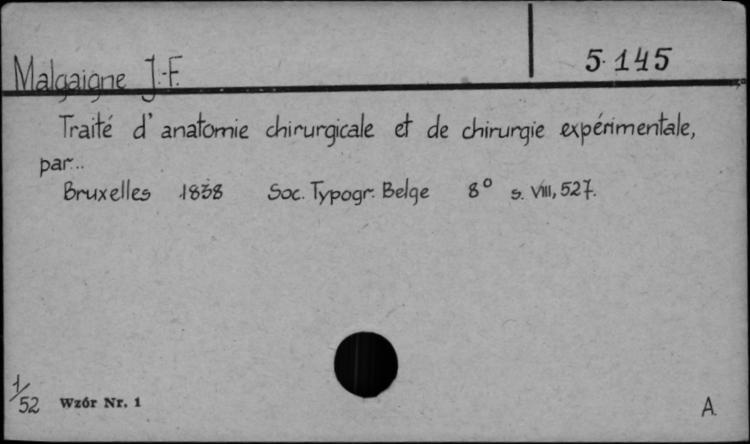 Malgaigne J.-F.
5.145
Traité d'anatomie chirurgicale et de chirurgie expérimentale,
par...
Bruxelles 1838 Soc. Typogr. Belge 8° s. VIII, 527.
1/52 Wzór Nr. 1
A.